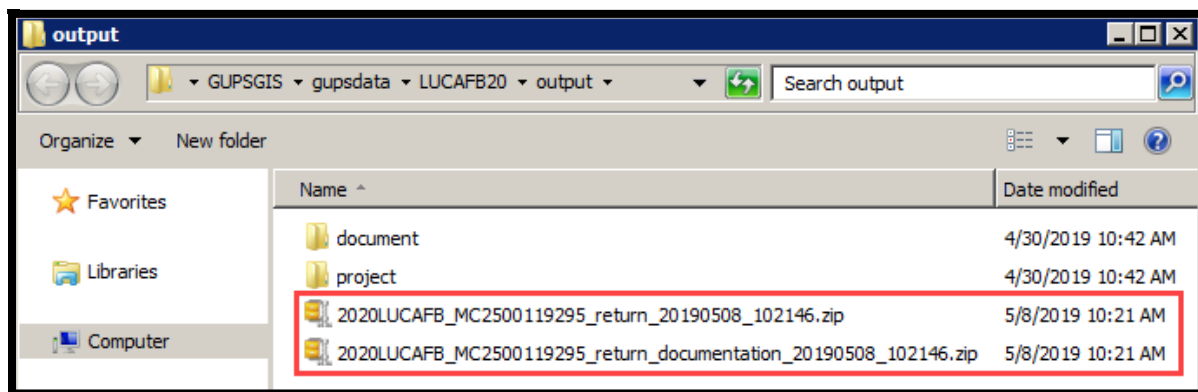 output
GUPSGIS gupsdata LUCAFB20 output
Search output
Organize New folder
Name Date modified
Favorites
Libraries
Computer
document 4/30/2019 10:42 AM
project 4/30/2019 10:42 AM
2020LUCAFB_MC2500119295_return_20190508_102146.zip 5/8/2019 10:21 AM
2020LUCAFB_MC2500119295_return_documentation_20190508_102146.zip 5/8/2019 10:21 AM